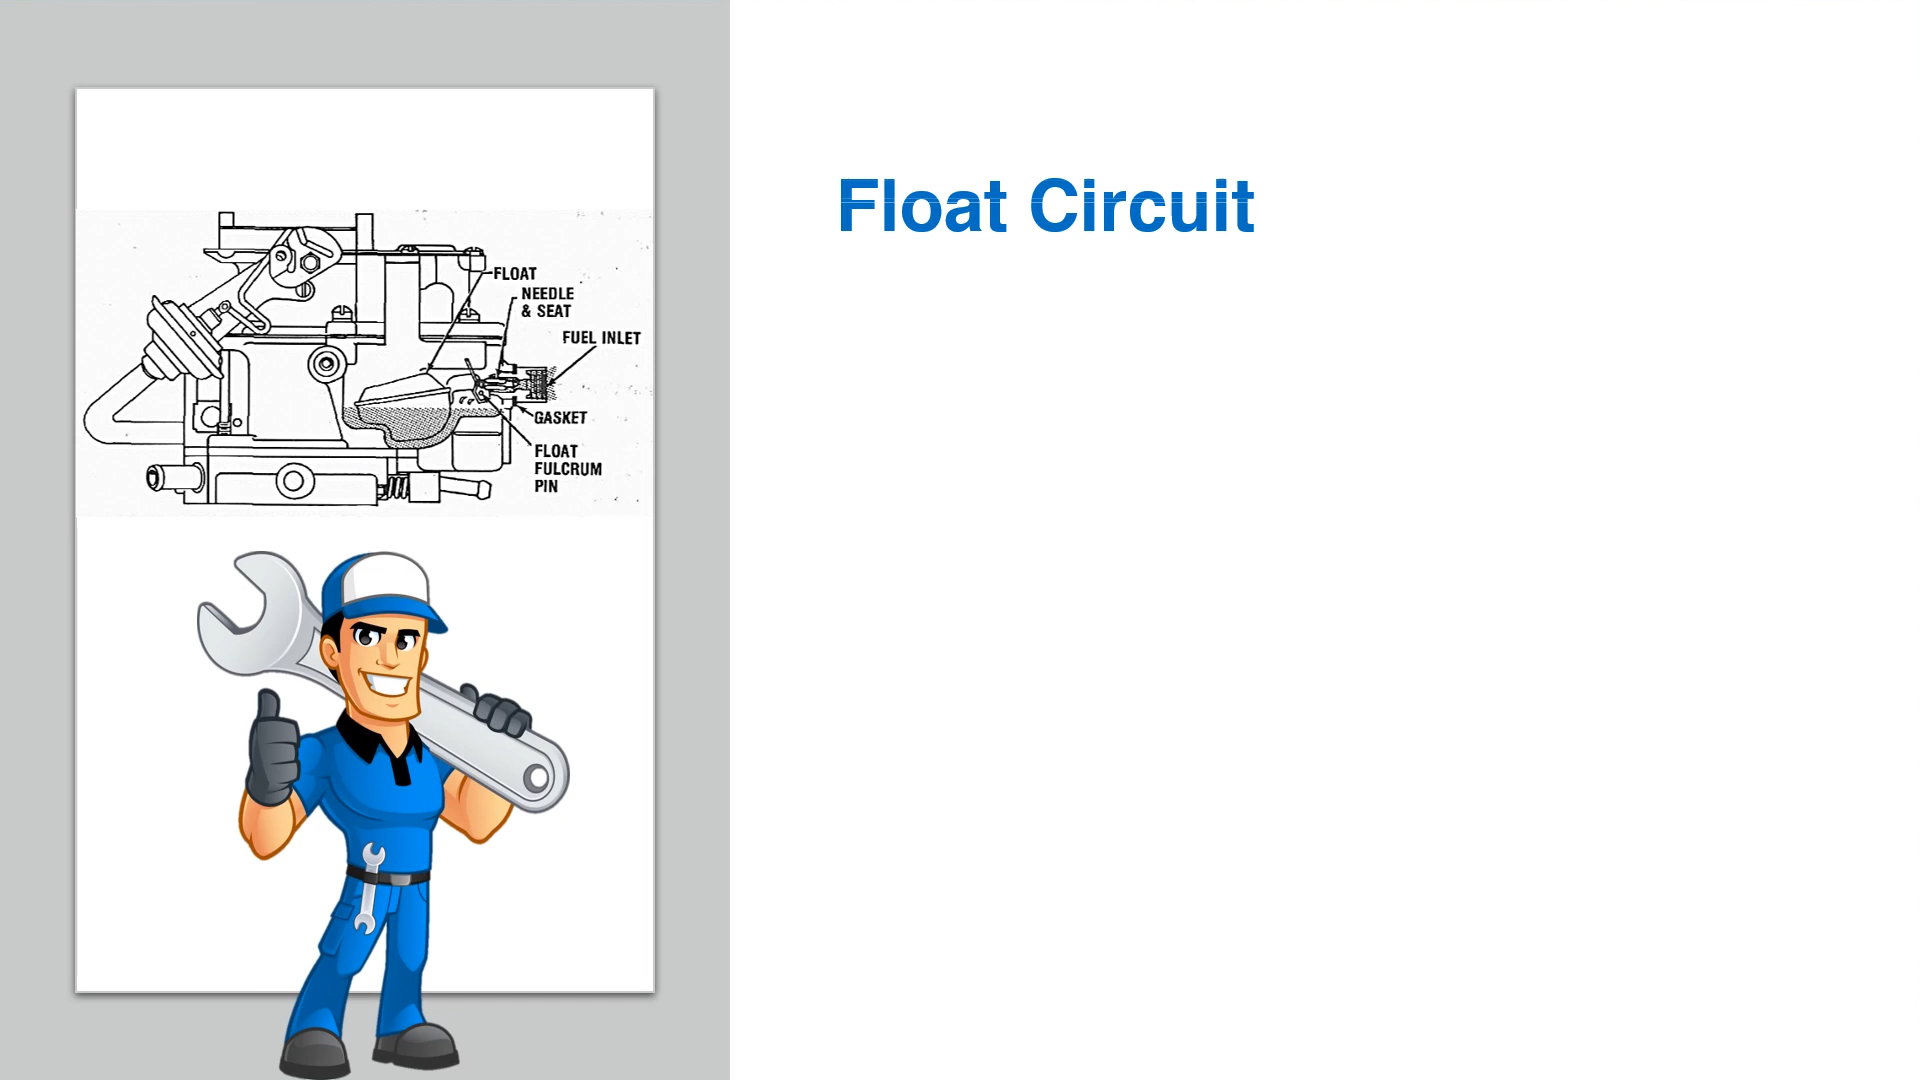 Float Circuit
FLOAT
NEEDLE
& SEAT
FUEL INLET
GASKET
FLOAT
FULCRUM
PIN